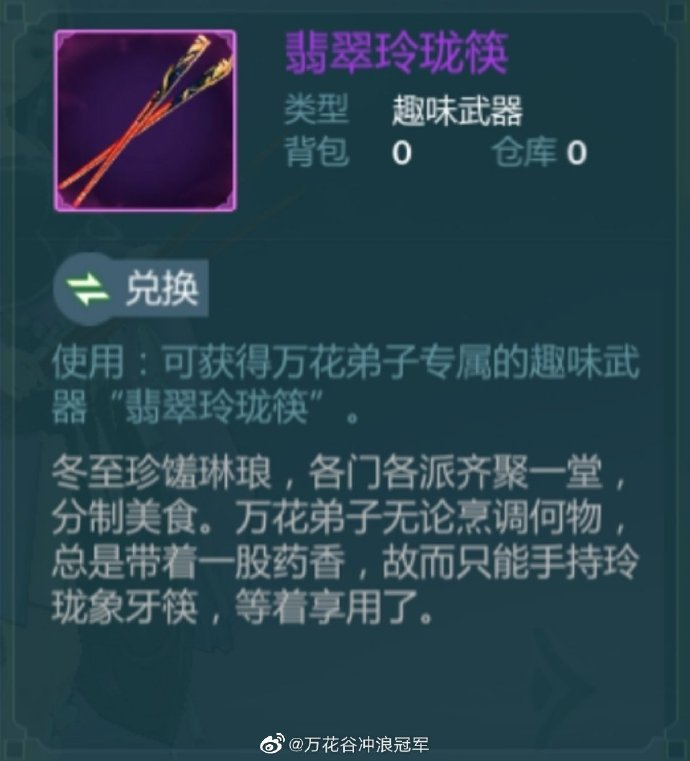 翡翠玲珑筷
类型 趣味武器
背包 0 仓库 0
兑换
使用：可获得万花弟子专属的趣味武
器“翡翠玲珑筷”。
冬至珍馐琳琅，各门各派齐聚一堂，
分制美食。万花弟子无论烹调何物，
总是带着一股药香，故而只能手持玲
珑象牙筷，等着享用了。
@万花谷冲浪冠军